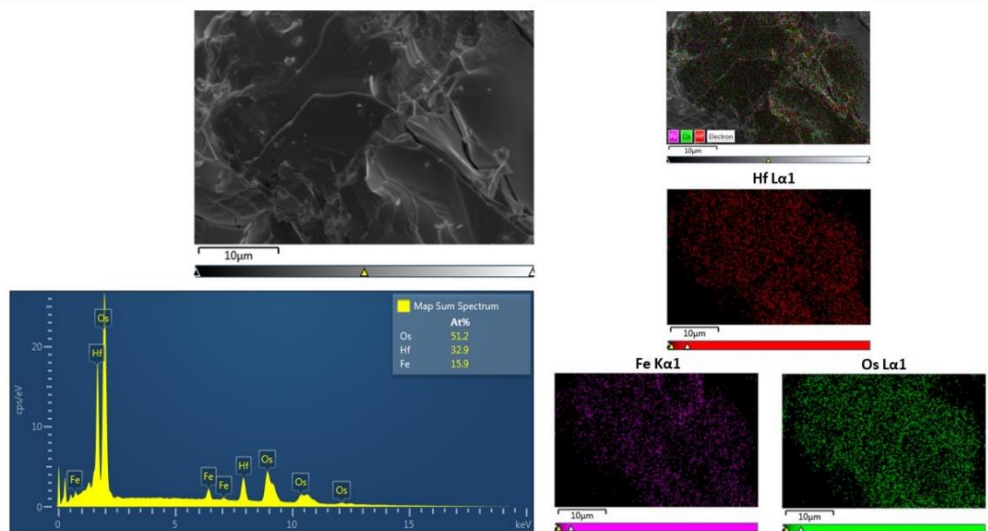 10µm
Fe Os Hf Electron
10µm
Hf Lα1
10µm
Map Sum Spectrum
At%
Os 51.2
Hf 32.9
Fe 15.9
cps/eV
20
10
0
Os
Hf
Fe
Fe
Fe
Hf
Os
Os
Os
0 5 10 15 keV
Fe Kα1
10µm
Os Lα1
10µm